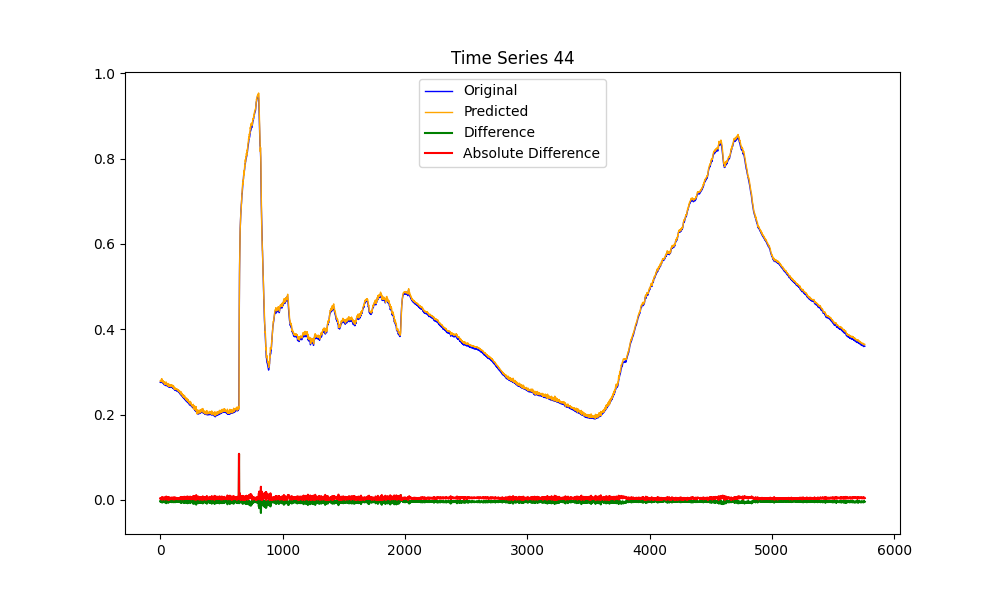 Time Series 44
Original
Predicted
Difference
Absolute Difference
1.0
0.8
0.6
0.4
0.2
0.0
0 1000 2000 3000 4000 5000 6000